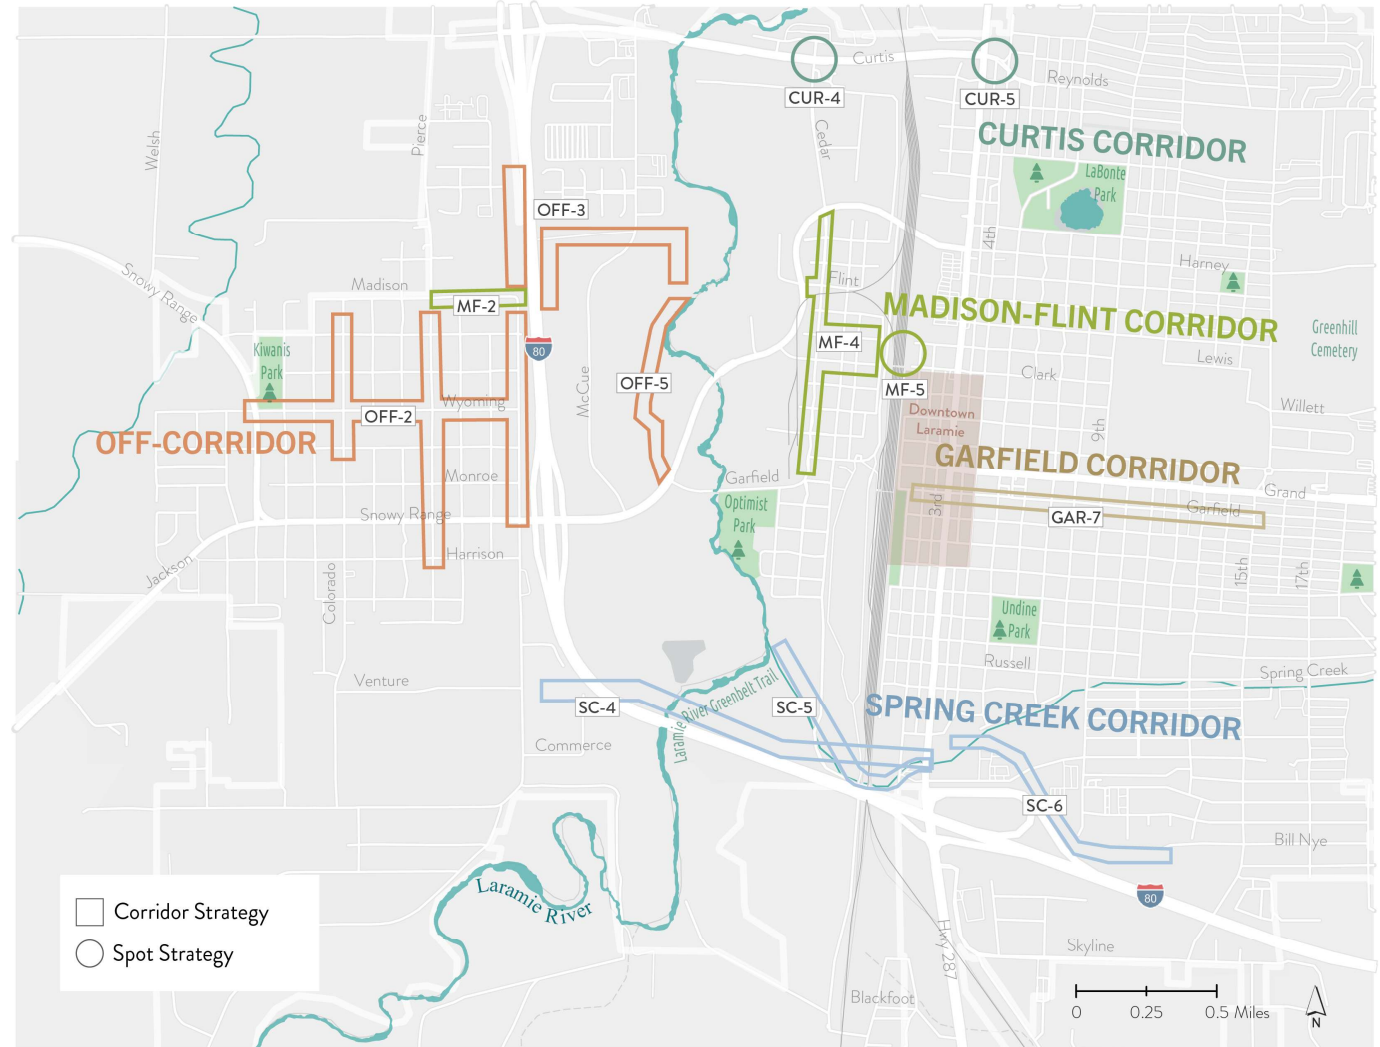 Curtis
Reynolds
CUR-4
CUR-5
Welsh
Pierce
Cedar
CURTIS CORRIDOR
LaBonte
Park
OFF-3
4th
Harney
Snowy Range
Madison
MF-2
Flint
MADISON-FLINT CORRIDOR
Greenhill
Cemetery
Kiwanis
Park
80
MF-4
MF-5
Lewis
Clark
McCue
OFF-5
Wyoming
OFF-2
Willett
Downtown
Laramie
9th
OFF-CORRIDOR
GARFIELD CORRIDOR
Monroe
Garfield
Grand
Optimist
Park
3rd
Garfield
GAR-7
Snowy Range
Harrison
Jackson
Colorado
15th
17th
Undine
Park
Russell
Spring Creek
Venture
Laramie River Greenbelt Trail
SC-4
SC-5
SPRING CREEK CORRIDOR
Commerce
SC-6
Bill Nye
Laramie River
80
Corridor Strategy
Spot Strategy
Hwy 287
Skyline
Blackfoot
0 0.25 0.5 Miles
N